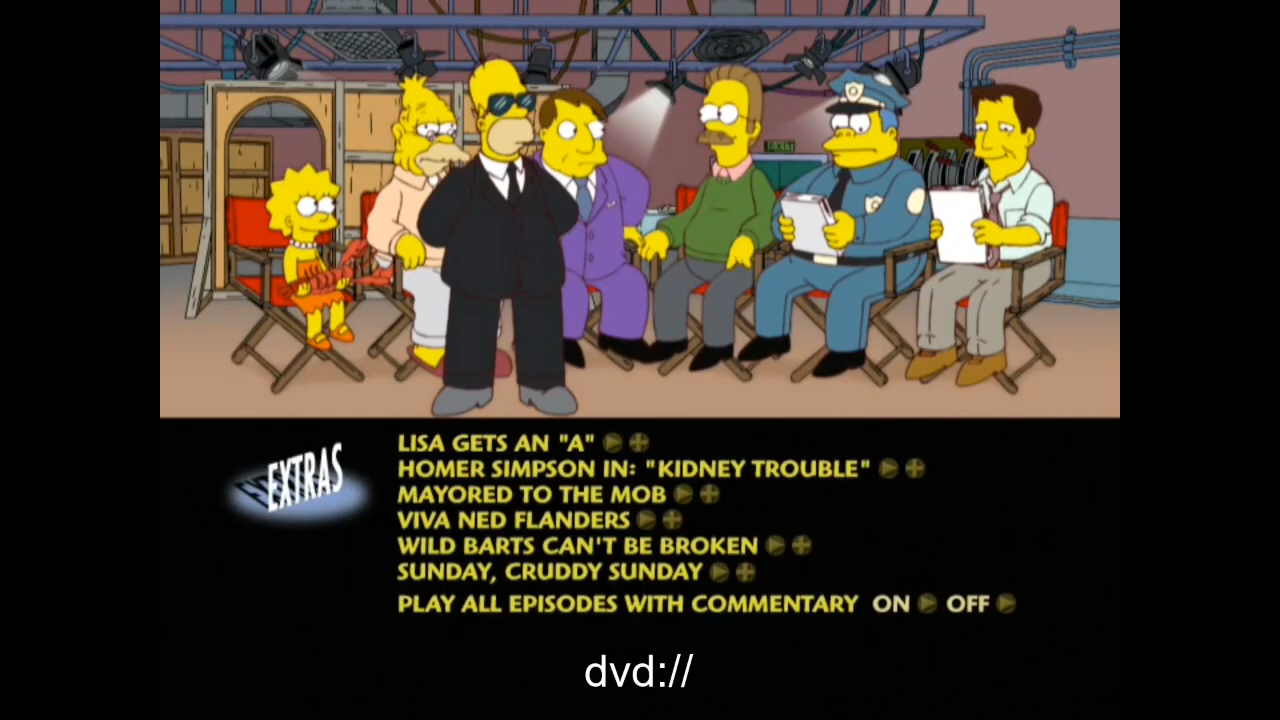 EXIT
LISA GETS AN "A"
HOMER SIMPSON IN: "KIDNEY TROUBLE"
MAYORED TO THE MOB
EXTRAS
VIVA NED FLANDERS
WILD BARTS CAN'T BE BROKEN
SUNDAY, CRUDDY SUNDAY
PLAY ALL EPISODES WITH COMMENTARY ON OFF
dvd://